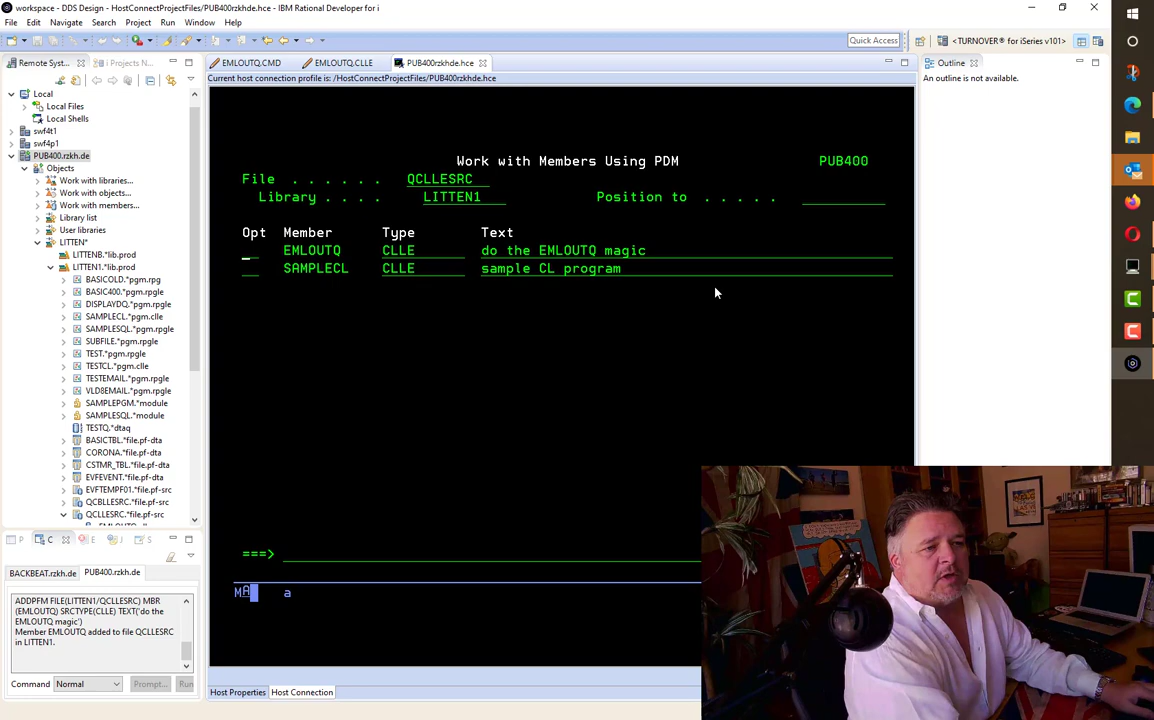 workspace - DDS Design - HostConnectProjectFiles/PUB400rzkhde.hce - IBM Rational Developer for i
File Edit Navigate Search Project Run Window Help
Quick Access
<TURNOVER® for iSeries v101>
Remote Syst...
i Projects N...
EMLOUTQ.CMD
EMLOUTQ.CLLE
PUB400rzkhde.hce
Outline
Current host connection profile is: /HostConnectProjectFiles/PUB400rzkhde.hce
An outline is not available.
Local
Local Files
Local Shells
swf4t1
swf4p1
PUB400.rzkh.de
Objects
Work with libraries...
Work with objects...
Work with members...
Library list
User libraries
LITTEN*
LITTENB.*lib.prod
LITTEN1.*lib.prod
BASICOLD.*pgm.rpg
BASIC400.*pgm.rpgle
DISPLAYDQ.*pgm.rpgle
SAMPLECL.*pgm.clle
SAMPLESQL.*pgm.rpgle
SUBFILE.*pgm.rpgle
TEST.*pgm.rpgle
TESTCL.*pgm.clle
TESTEMAIL.*pgm.rpgle
VLD8EMAIL.*pgm.rpgle
SAMPLEPGM.*module
SAMPLESQL.*module
TESTQ.*dtaq
BASICTBL.*file.pf-dta
CORONA.*file.pf-dta
CSTMR_TBL.*file.pf-dta
EVFEVENT.*file.pf-dta
EVFTEMPF01.*file.pf-src
QCBLLESRC.*file.pf-src
QCLLESRC.*file.pf-src
Work with Members Using PDM PUB400
File . . . . . . QCLLESRC
Library . . . . LITTEN1 Position to . . . . .
Opt Member Type Text
EMLOUTQ CLLE do the EMLOUTQ magic
SAMPLECL CLLE sample CL program
===>
MA a
P C E J S
BACKBEAT.rzkh.de PUB400.rzkh.de
ADDPFM FILE(LITTEN1/QCLLESRC) MBR
(EMLOUTQ) SRCTYPE(CLLE) TEXT('do the
EMLOUTQ magic')
Member EMLOUTQ added to file QCLLESRC
in LITTEN1.
Command Normal Prompt... Run
Host Properties Host Connection